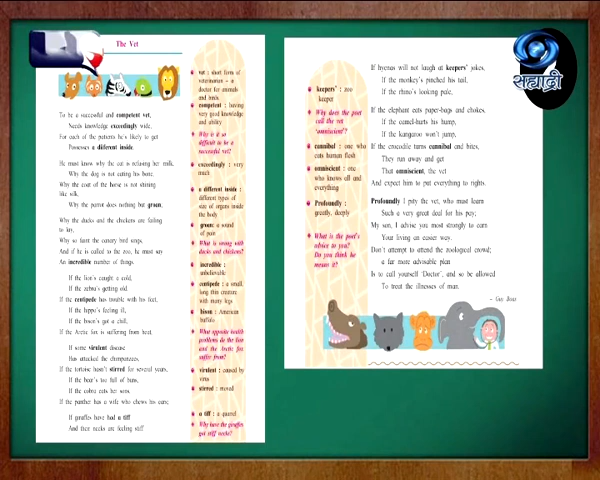 The Vet
To be a successful and competent vet,
Needs knowledge exceedingly wide,
For each of the patients he's likely to get
Possesses a different inside.
He must know why the cat is refusing her milk,
Why the dog is not eating his bone,
Why the coat of the horse is not shining
like silk,
Why the parrot does nothing but groan;
Why the ducks and the chickens are failing
to lay,
Why so faint the canary bird sings,
And if he is called to the zoo, he must say
An incredible number of things.
If the lion's caught a cold,
If the zebra's getting old
If the centipede has trouble with his feet,
If the hippo's feeling ill,
If the bison's got a chill,
If the Arctic fox is suffering from heat,
If some virulent disease
Has attacked the chimpanzees,
If the tortoise hasn't stirred for several years,
If the bear's too full of buns,
If the cobra eats her sons,
If the panther has a wife who chews his ears;
If giraffes have had a tiff
And their necks are feeling stiff
vet : short form of
veterinarian - a
doctor for animals
and birds.
competent : having
very good knowledge
and ability
Why is it so
difficult to be a
successful vet?
exceedingly : very
much
a different inside :
different types of
size of organs inside
the body
groan: a sound
of pain
What is wrong with
ducks and chickens?
incredible :
unbelievable
centipede : a small,
long thin creature
with many legs
bison : American
buffalo
What opposite health
problems do the lion
and the Arctic fox
suffer from?
virulent : caused by
virus
stirred : moved
a tiff : a quarrel
Why have the giraffes
got stiff necks?
If hyenas will not laugh at keepers' jokes,
If the monkey's pinched his tail,
If the rhino's looking pale,
If the elephant eats paper-bags and chokes,
If the camel-hurts his hump,
If the kangaroo won't jump,
If the crocodile turns cannibal and bites,
They run away and get
That omniscient, the vet
And expect him to put everything to rights.
Profoundly I pity the vet, who must learn
Such a very great deal for his pay;
My son, I advise you most strongly to earn
Your living an easier way.
Don't attempt to attend the zoological crowd;
a far more advisable plan
Is to call yourself 'Doctor', and so be allowed
To treat the illnesses of man.
- Guy Boas
keepers' : zoo
keeper
Why does the poet
call the vet
'omniscient'?
cannibal : one who
eats human flesh
omniscient : one
who knows all and
everything
Profoundly :
greatly, deeply
What is the poet's
advice to you?
Do you think he
means it?
सह्याद्री